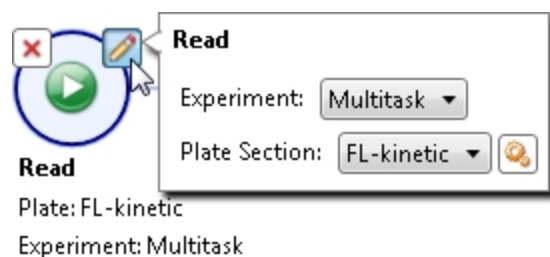 Read
Experiment: Multitask
Plate Section: FL-kinetic
Read
Plate: FL-kinetic
Experiment: Multitask